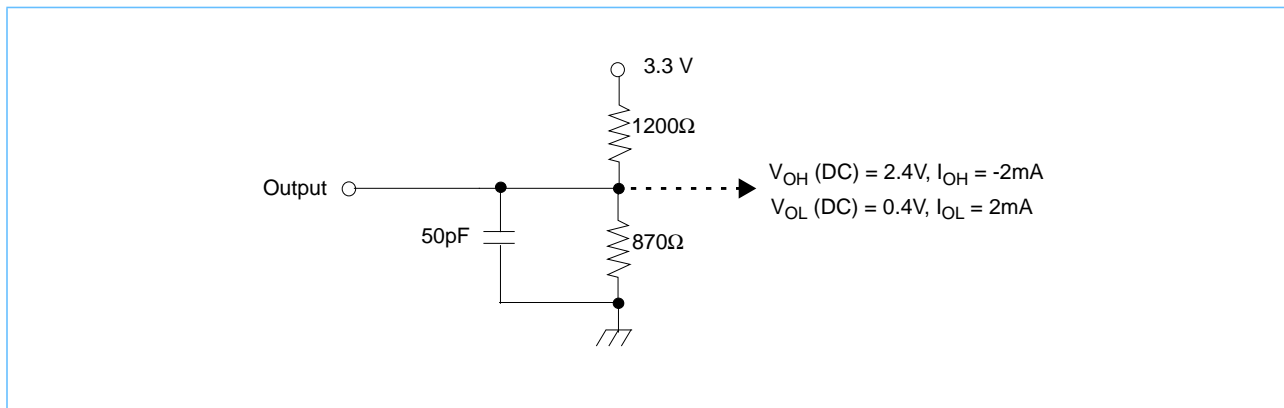 3.3 V
1200Ω
Output
V_OH (DC) = 2.4V, I_OH = -2mA
V_OL (DC) = 0.4V, I_OL = 2mA
50pF
870Ω